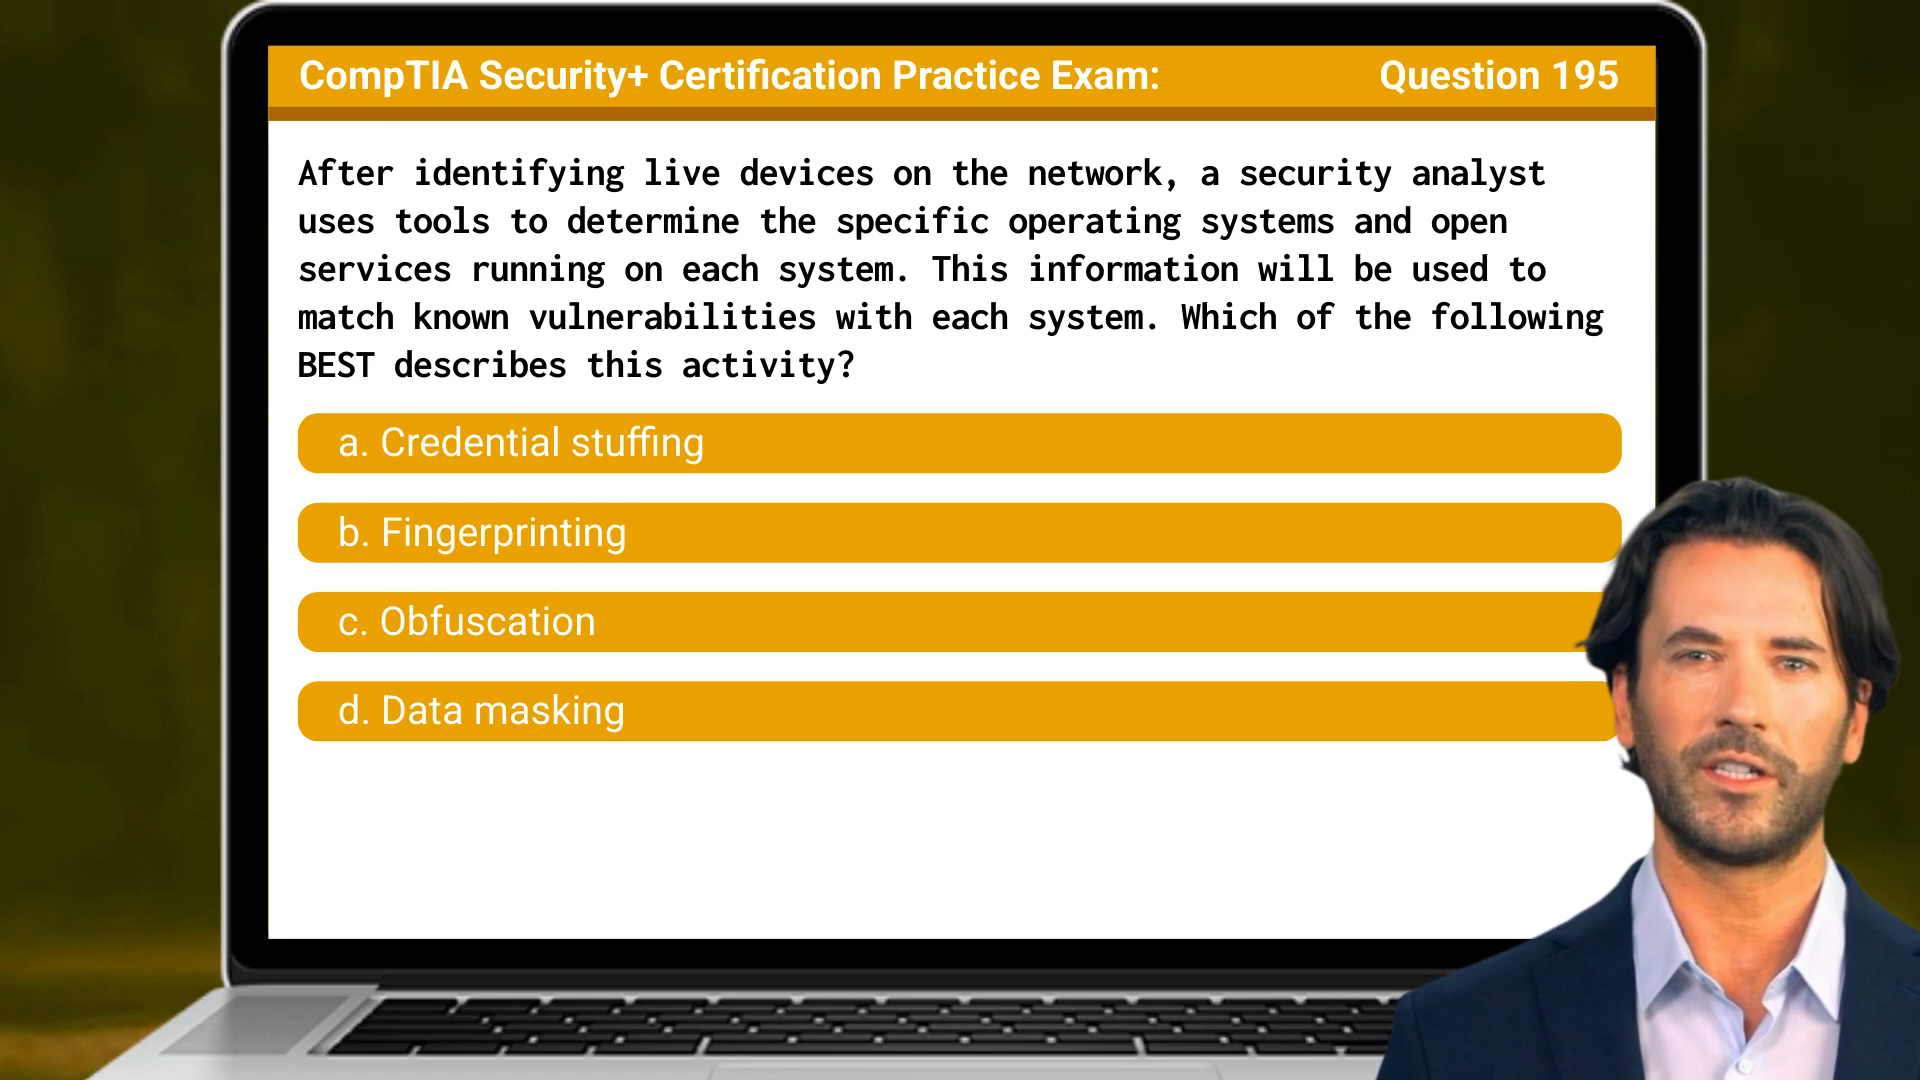 CompTIA Security+ Certification Practice Exam: Question 195
After identifying live devices on the network, a security analyst
uses tools to determine the specific operating systems and open
services running on each system. This information will be used to
match known vulnerabilities with each system. Which of the following
BEST describes this activity?
a. Credential stuffing
b. Fingerprinting
c. Obfuscation
d. Data masking